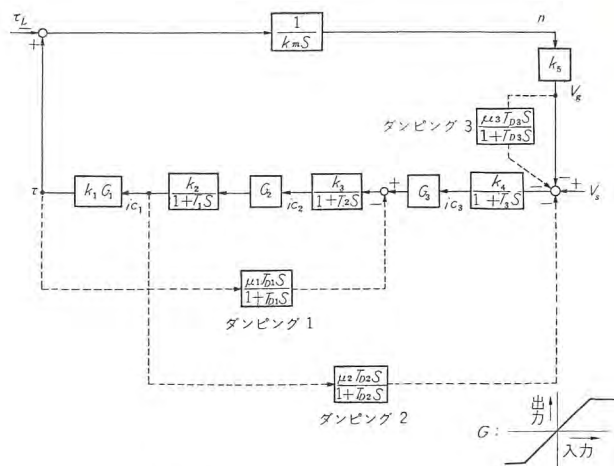 τL
−
+
1
kmS
n
k5
Vg
ダンピング 3
μ3TD3S
1+TD3S
−
−
−
+
Vs
τ
k1 G1
ic1
k2
1+T1S
G2
ic2
k3
1+T2S
+
−
G3
ic3
k4
1+T3S
μ1TD1S
1+TD1S
ダンピング 1
μ2TD2S
1+TD2S
ダンピング 2
G :
出力
入力